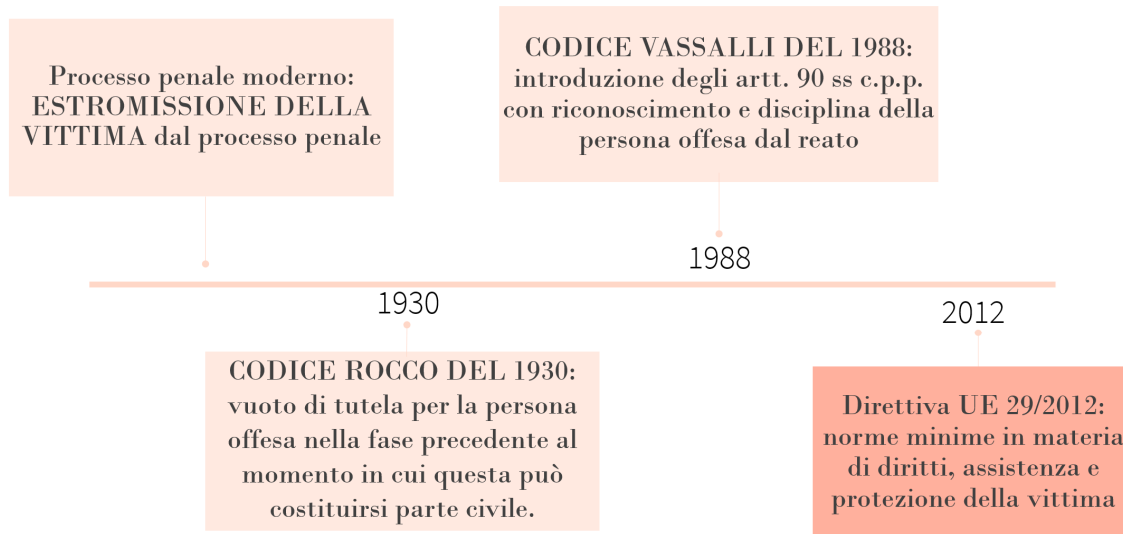 Processo penale moderno:
ESTROMISSIONE DELLA
VITTIMA dal processo penale
CODICE VASSALLI DEL 1988:
introduzione degli artt. 90 ss c.p.p.
con riconoscimento e disciplina della
persona offesa dal reato
1988
1930
2012
CODICE ROCCO DEL 1930:
vuoto di tutela per la persona
offesa nella fase precedente al
momento in cui questa può
costituirsi parte civile.
Direttiva UE 29/2012:
norme minime in materia
di diritti, assistenza e
protezione della vittima